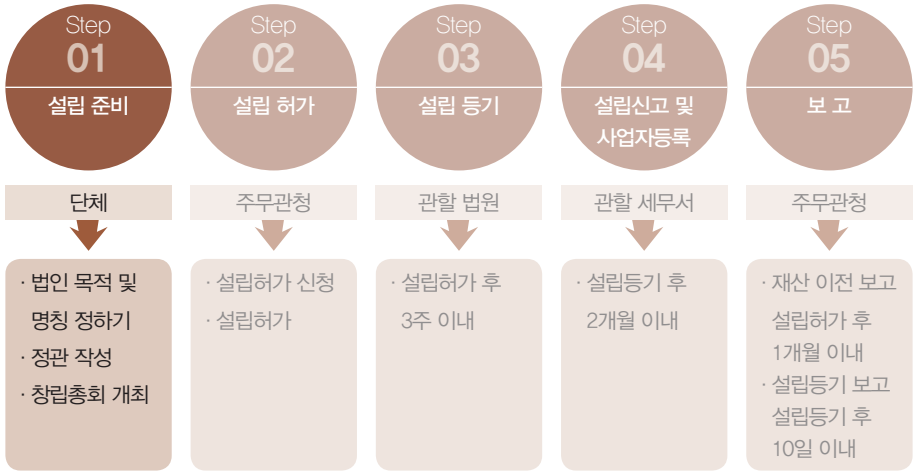 Step
01
설립 준비
단체
· 법인 목적 및
명칭 정하기
· 정관 작성
· 창립총회 개최
Step
02
설립 허가
주무관청
· 설립허가 신청
· 설립허가
Step
03
설립 등기
관할 법원
· 설립허가 후
3주 이내
Step
04
설립신고 및
사업자등록
관할 세무서
· 설립등기 후
2개월 이내
Step
05
보 고
주무관청
· 재산 이전 보고
설립허가 후
1개월 이내
· 설립등기 보고
설립등기 후
10일 이내